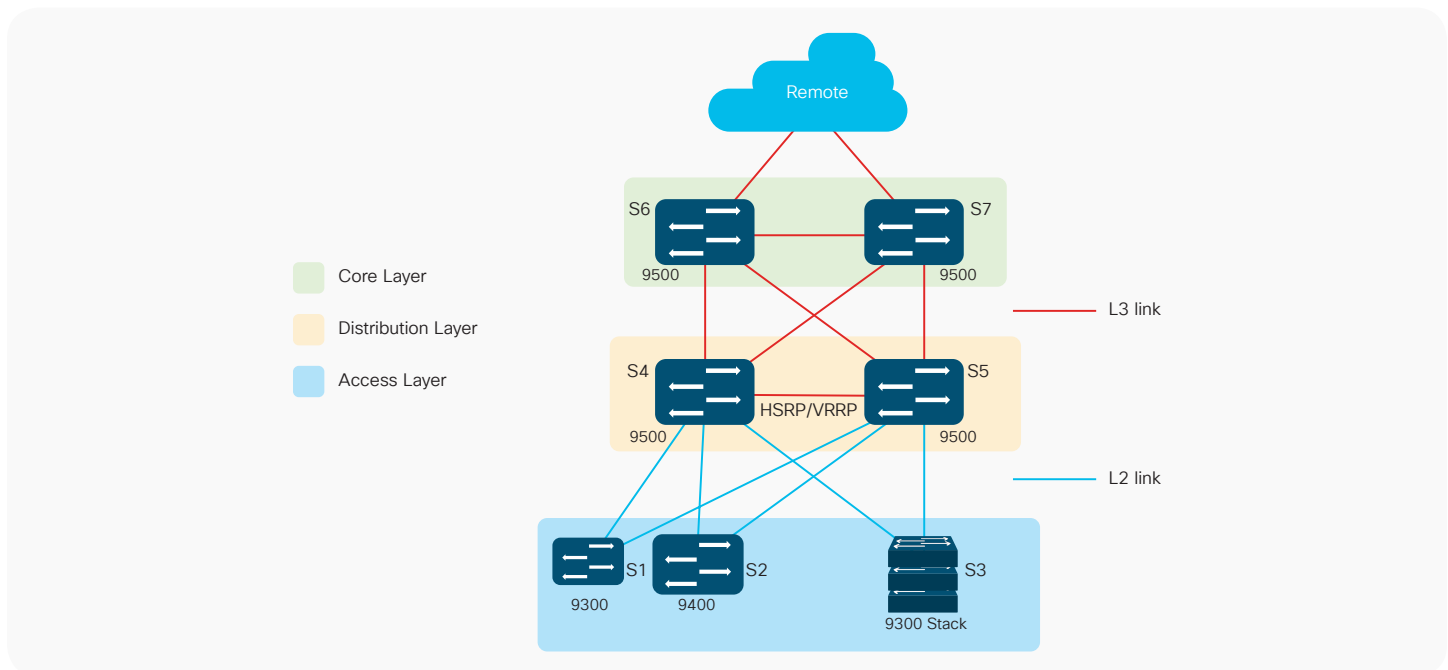 Remote
S6
S7
9500
9500
Core Layer
Distribution Layer
Access Layer
L3 link
S4
S5
HSRP/VRRP
9500
9500
L2 link
S1
S2
S3
9300
9400
9300 Stack